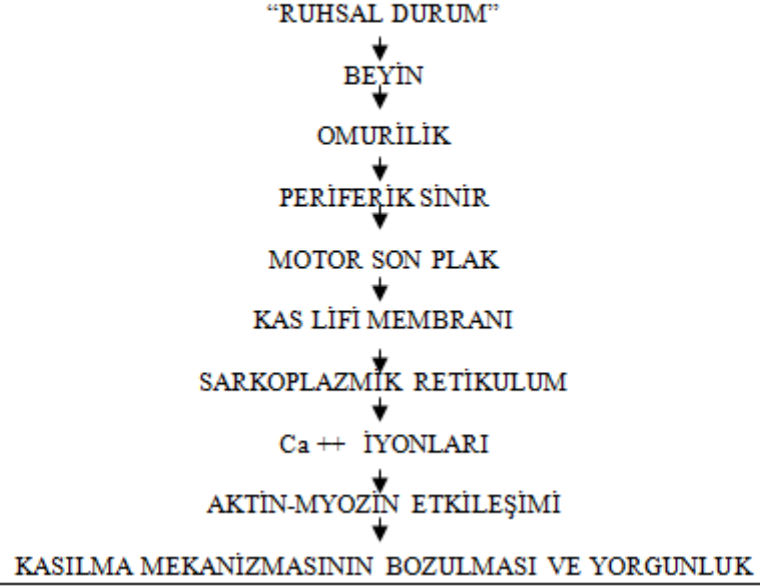 “RUHSAL DURUM”
BEYİN
OMURİLİK
PERİFERİK SİNİR
MOTOR SON PLAK
KAS LİFİ MEMBRANI
SARKOPLAZMİK RETİKULUM
Ca ++ İYONLARI
AKTİN-MYOZİN ETKİLEŞİMİ
KASILMA MEKANİZMASININ BOZULMASI VE YORGUNLUK